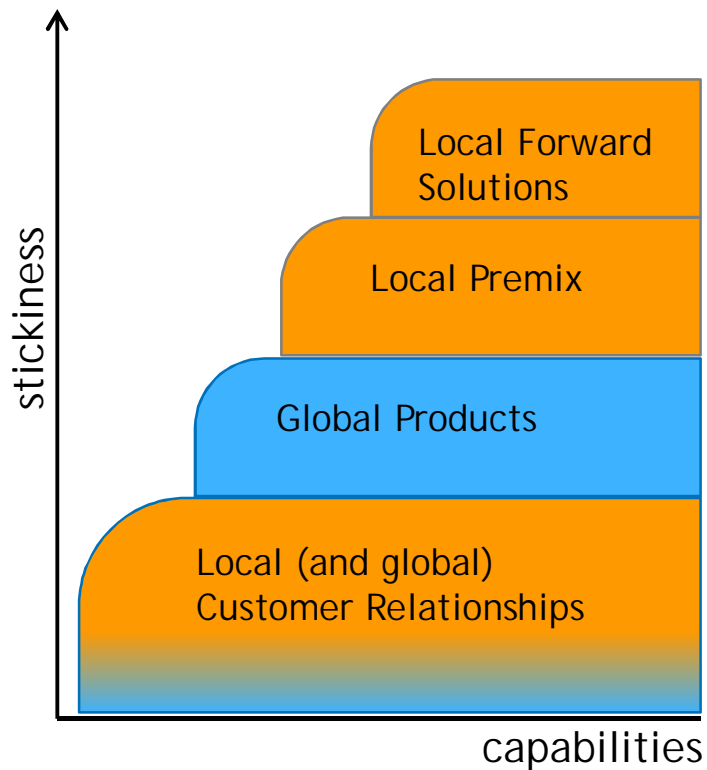 Local Forward
Solutions
Local Premix
Global Products
Local (and global)
Customer Relationships
stickiness
capabilities